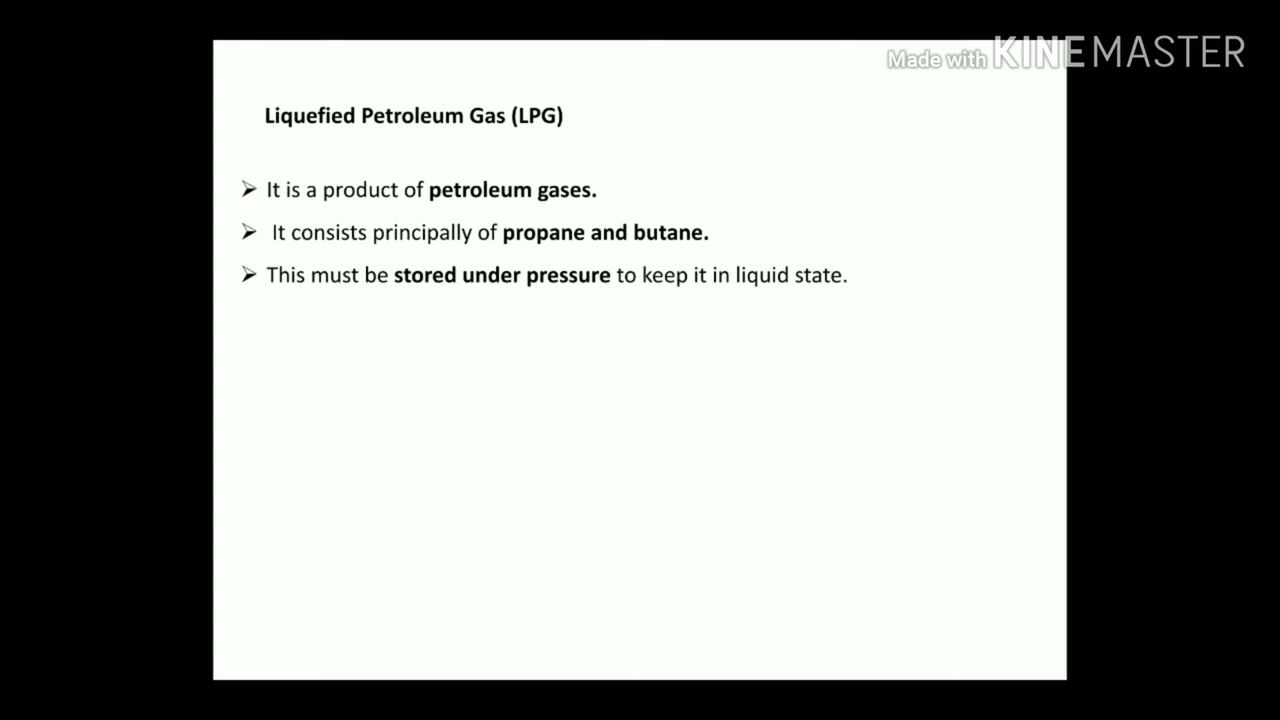 Made with KINEMASTER
Liquefied Petroleum Gas (LPG)
➢ It is a product of petroleum gases.
➢ It consists principally of propane and butane.
➢ This must be stored under pressure to keep it in liquid state.